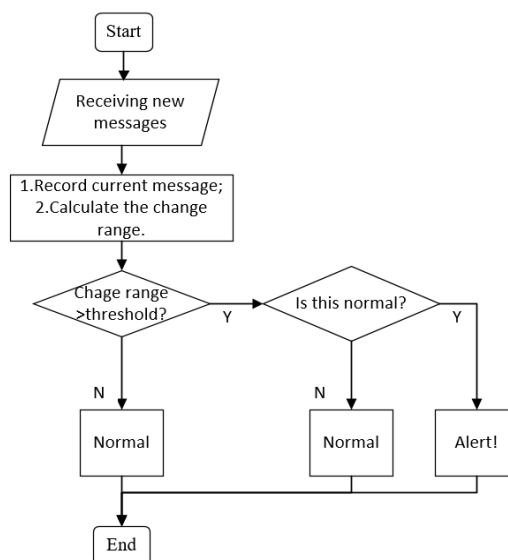 Start
Receiving new
messages
1.Record current message;
2.Calculate the change
range.
Chage range
>threshold?
Y
Is this normal?
Y
N
N
Normal
Normal
Alert!
End